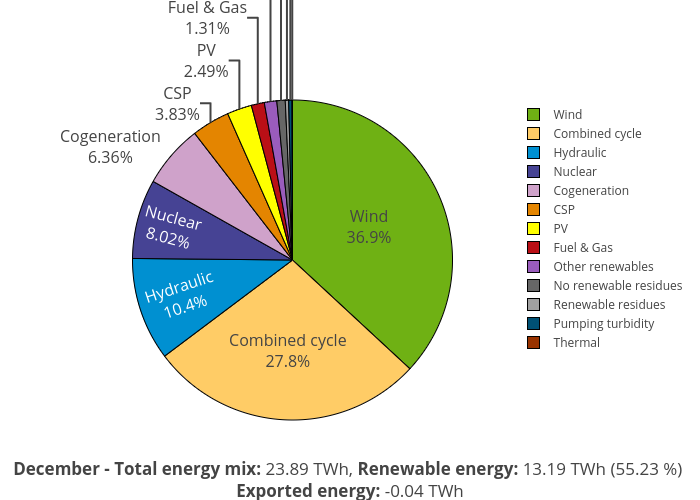 Fuel & Gas
1.31%
PV
2.49%
CSP
3.83%
Cogeneration
6.36%
Nuclear
8.02%
Hydraulic
10.4%
Combined cycle
27.8%
Wind
36.9%
Wind
Combined cycle
Hydraulic
Nuclear
Cogeneration
CSP
PV
Fuel & Gas
Other renewables
No renewable residues
Renewable residues
Pumping turbidity
Thermal
December - Total energy mix: 23.89 TWh, Renewable energy: 13.19 TWh (55.23 %)
Exported energy: -0.04 TWh